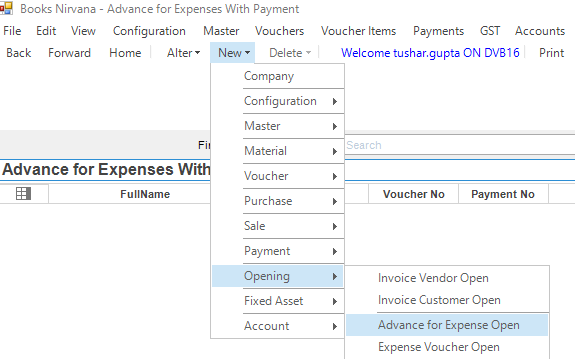 Books Nirvana - Advance for Expenses With Payment
File Edit View Configuration Master Vouchers Voucher Items Payments GST Accounts
Back Forward Home Alter New Delete Welcome tushar.gupta ON DVB16 Print
Company
Configuration
Master
Search
Material
Advance for Expenses With
Voucher
FullName Voucher No Payment No
Purchase
Sale
Payment
Opening
Invoice Vendor Open
Fixed Asset
Invoice Customer Open
Account
Advance for Expense Open
Expense Voucher Open